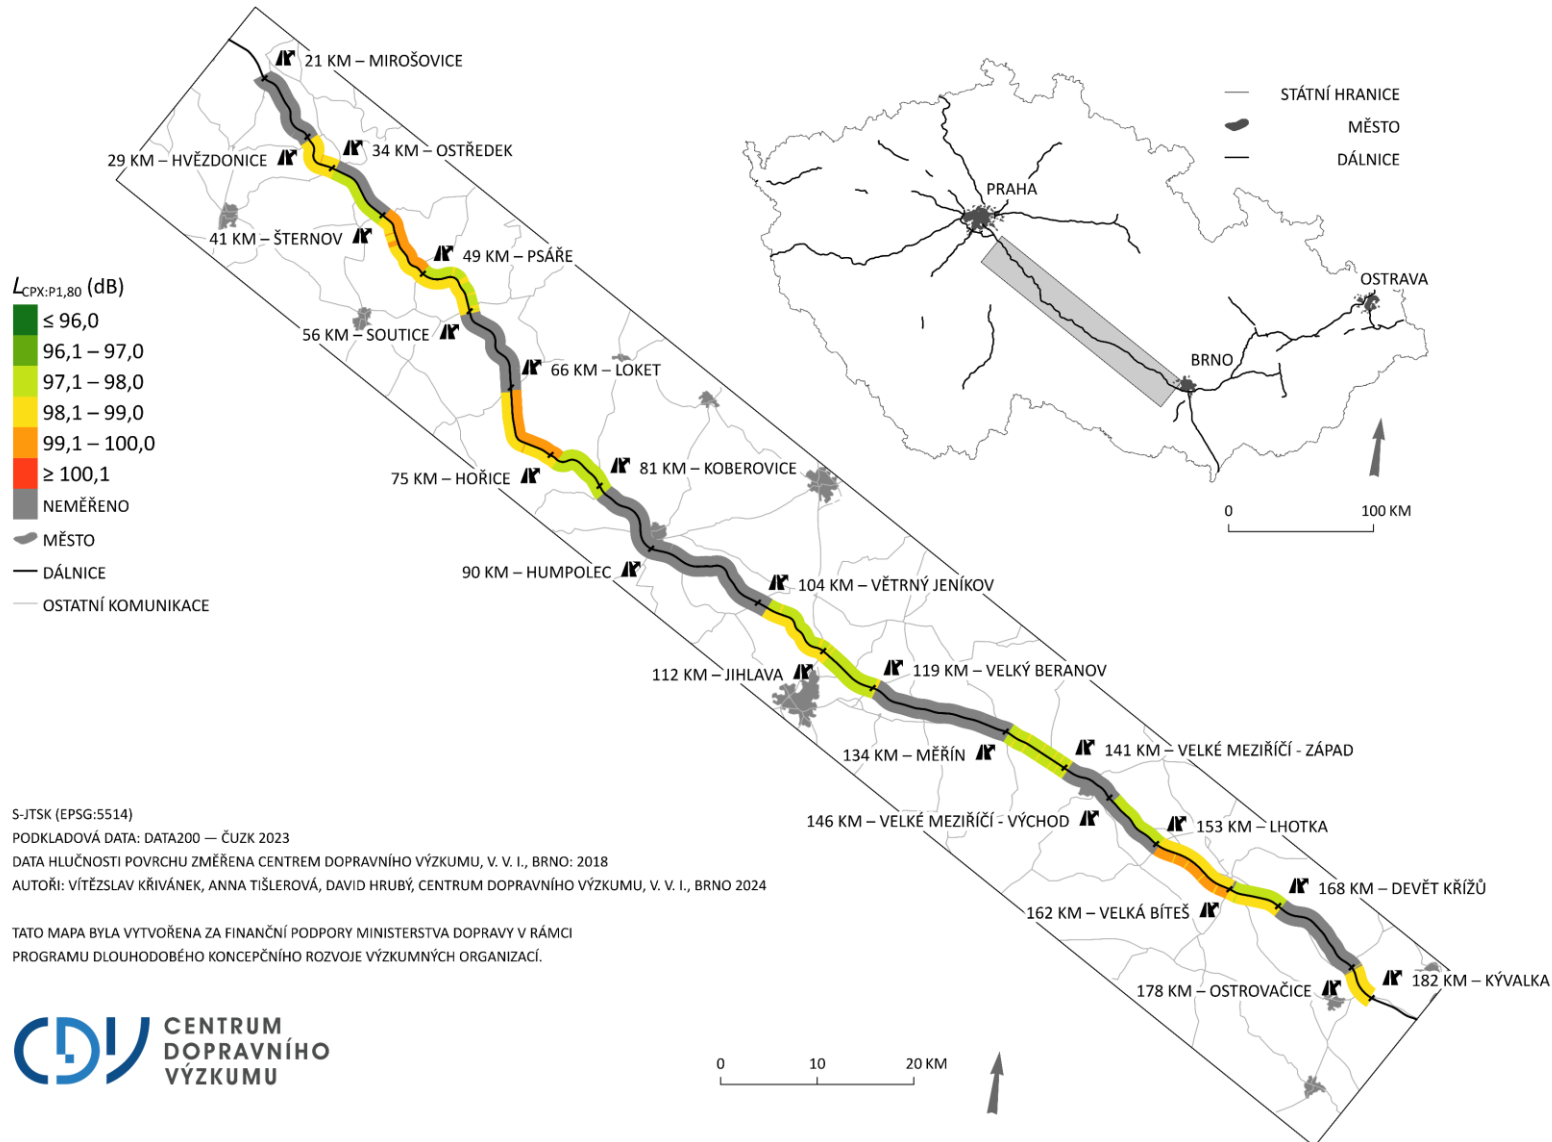 21 KM – MIROŠOVICE
29 KM – HVĚZDONICE
34 KM – OSTŘEDEK
41 KM – ŠTERNOV
49 KM – PSÁŘE
56 KM – SOUTICE
66 KM – LOKET
75 KM – HOŘICE
81 KM – KOBEROVICE
90 KM – HUMPOLEC
104 KM – VĚTRNÝ JENÍKOV
112 KM – JIHLAVA
119 KM – VELKÝ BERANOV
134 KM – MĚŘÍN
141 KM – VELKÉ MEZIŘÍČÍ - ZÁPAD
146 KM – VELKÉ MEZIŘÍČÍ - VÝCHOD
153 KM – LHOTKA
162 KM – VELKÁ BÍTEŠ
168 KM – DEVĚT KŘÍŽŮ
178 KM – OSTROVAČICE
182 KM – KÝVALKA
STÁTNÍ HRANICE
MĚSTO
DÁLNICE
PRAHA
OSTRAVA
BRNO
0 100 KM
LCPX:P1,80 (dB)
≤ 96,0
96,1 – 97,0
97,1 – 98,0
98,1 – 99,0
99,1 – 100,0
≥ 100,1
NEMĚŘENO
MĚSTO
DÁLNICE
OSTATNÍ KOMUNIKACE
S-JTSK (EPSG:5514)
PODKLADOVÁ DATA: DATA200 — ČUZK 2023
DATA HLUČNOSTI POVRCHU ZMĚŘENA CENTREM DOPRAVNÍHO VÝZKUMU, V. V. I., BRNO: 2018
AUTOŘI: VÍTĚZSLAV KŘIVÁNEK, ANNA TIŠLEROVÁ, DAVID HRUBÝ, CENTRUM DOPRAVNÍHO VÝZKUMU, V. V. I., BRNO 2024
TATO MAPA BYLA VYTVOŘENA ZA FINANČNÍ PODPORY MINISTERSTVA DOPRAVY V RÁMCI
PROGRAMU DLOUHODOBÉHO KONCEPČNÍHO ROZVOJE VÝZKUMNÝCH ORGANIZACÍ.
CDV
CENTRUM
DOPRAVNÍHO
VÝZKUMU
0 10 20 KM